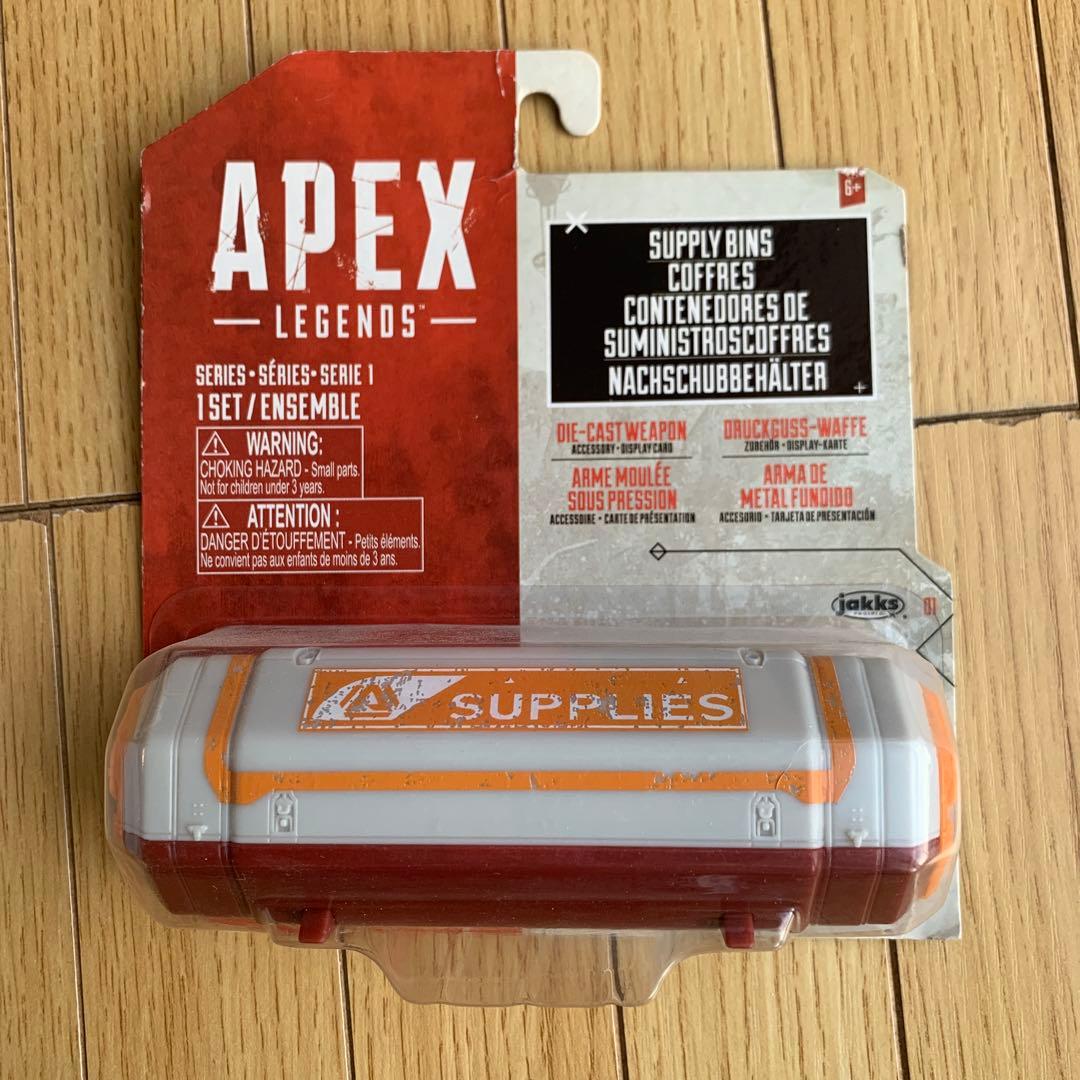 APEX
LEGENDS™
SERIES • SÉRIES • SERIE 1
1 SET / ENSEMBLE
WARNING:
CHOKING HAZARD - Small parts.
Not for children under 3 years.
ATTENTION :
DANGER D'ÉTOUFFEMENT - Petits éléments.
Ne convient pas aux enfants de moins de 3 ans.
6+
SUPPLY BINS
COFFRES
CONTENEDORES DE
SUMINISTROSCOFFRES
NACHSCHUBBEHÄLTER
DIE-CAST WEAPON
ACCESSORY • DISPLAY CARD
DRUCKGUSS-WAFFE
ZUBEHÖR • DISPLAY-KARTE
ARME MOULÉE
SOUS PRESSION
ACCESSOIRE • CARTE DE PRÉSENTATION
ARMA DE
METAL FUNDIDO
ACCESORIO • TARJETA DE PRESENTACIÓN
jakks
PACIFIC
01
SUPPLIES